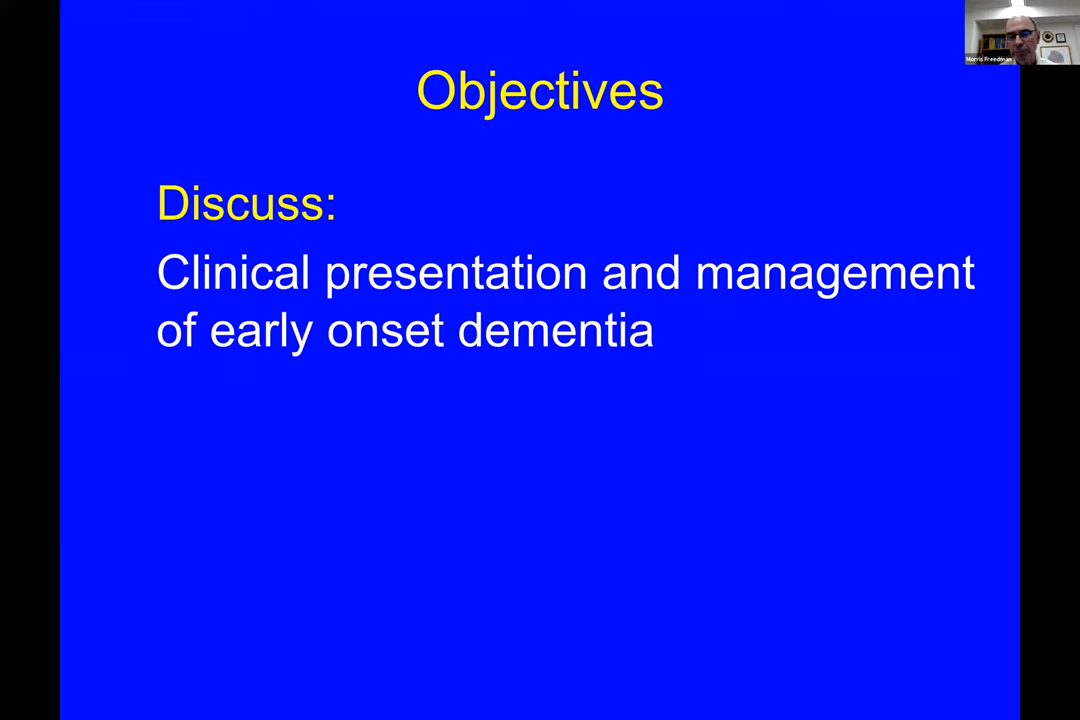 Objectives
Discuss:
Clinical presentation and management
of early onset dementia
Morris Freedman